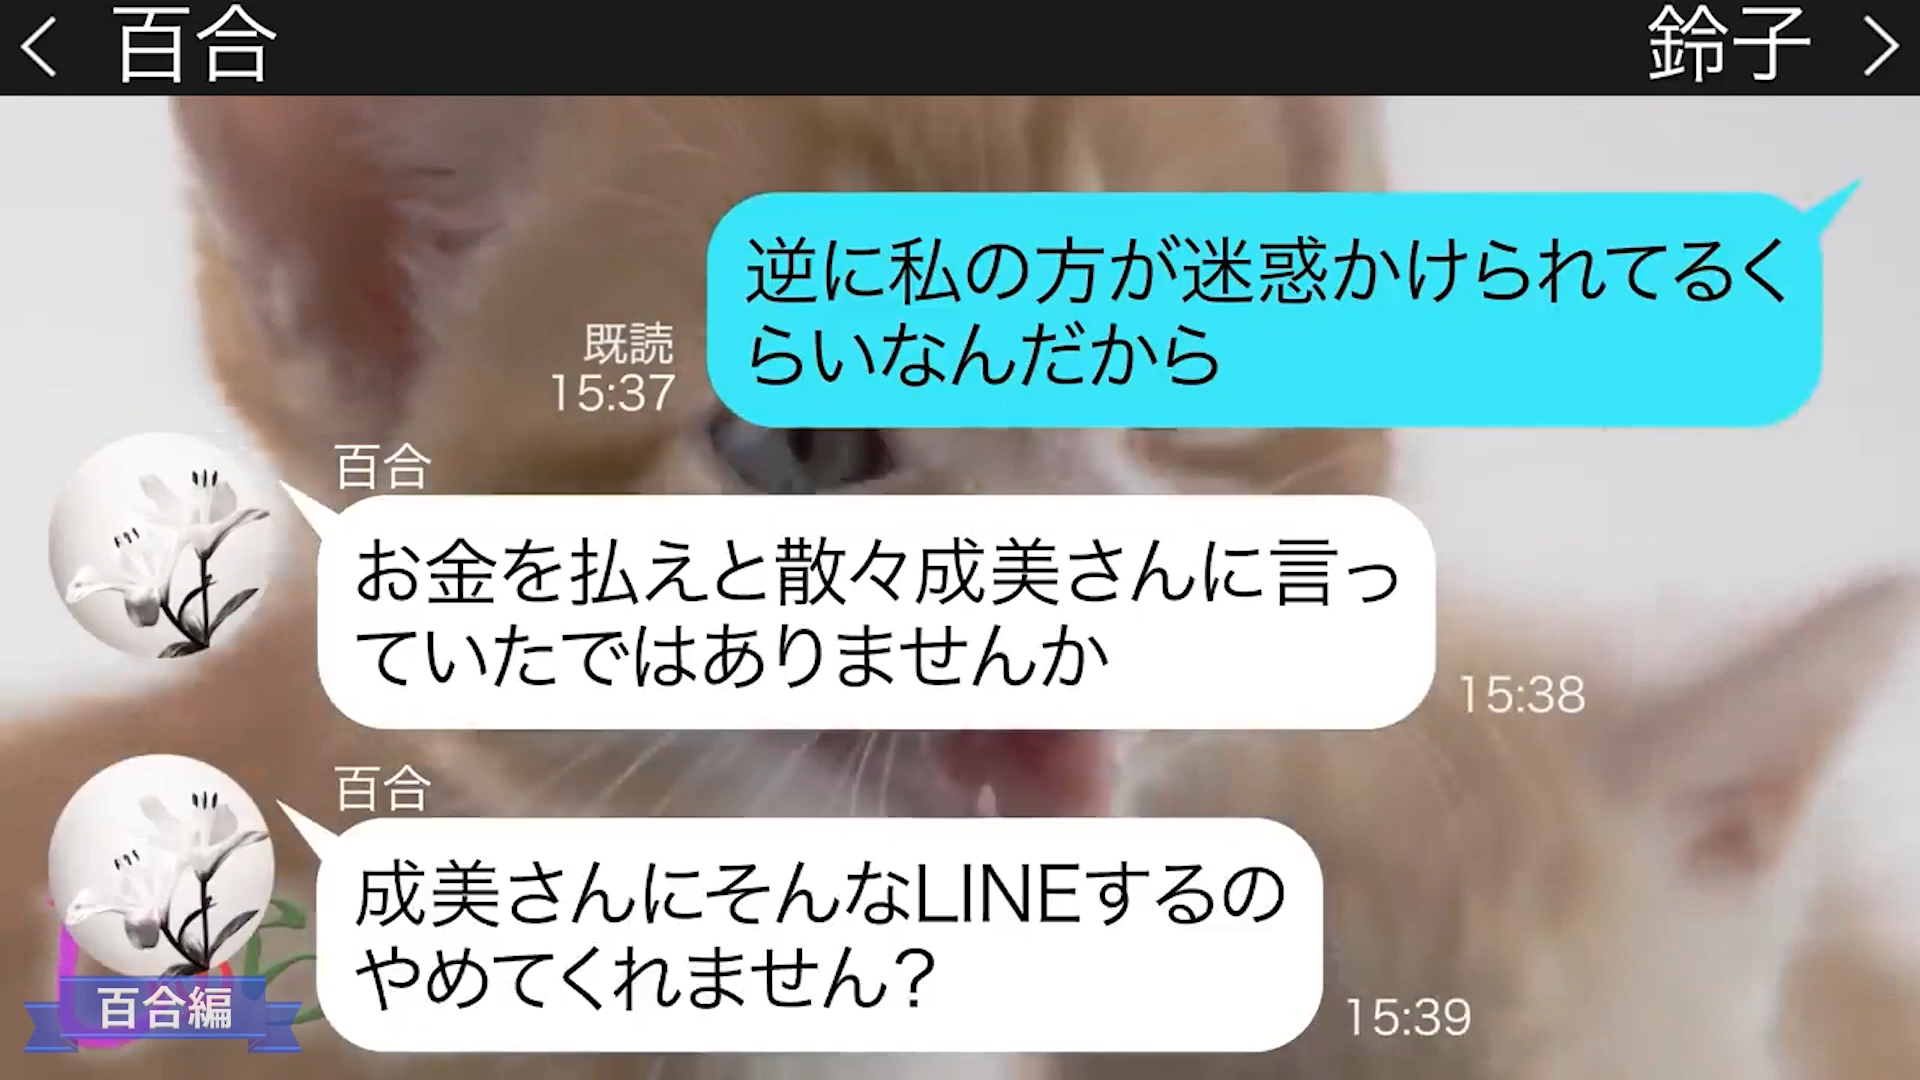 百合
鈴子
逆に私の方が迷惑かけられてるく
らいなんだから
既読
15:37
百合
お金を払えと散々成美さんに言っ
ていたではありませんか
15:38
百合
成美さんにそんなLINEするの
やめてくれません?
15:39
百合編